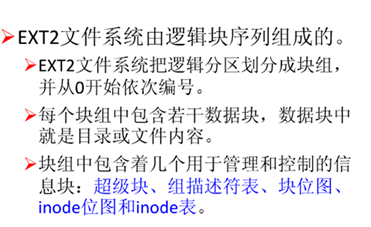 ➢EXT2文件系统由逻辑块序列组成的。
➢EXT2文件系统把逻辑分区划分成块组，
并从0开始依次编号。
➢每个块组中包含若干数据块，数据块中
就是目录或文件内容。
➢块组中包含着几个用于管理和控制的信
息块：超级块、组描述符表、块位图、
inode位图和inode表。